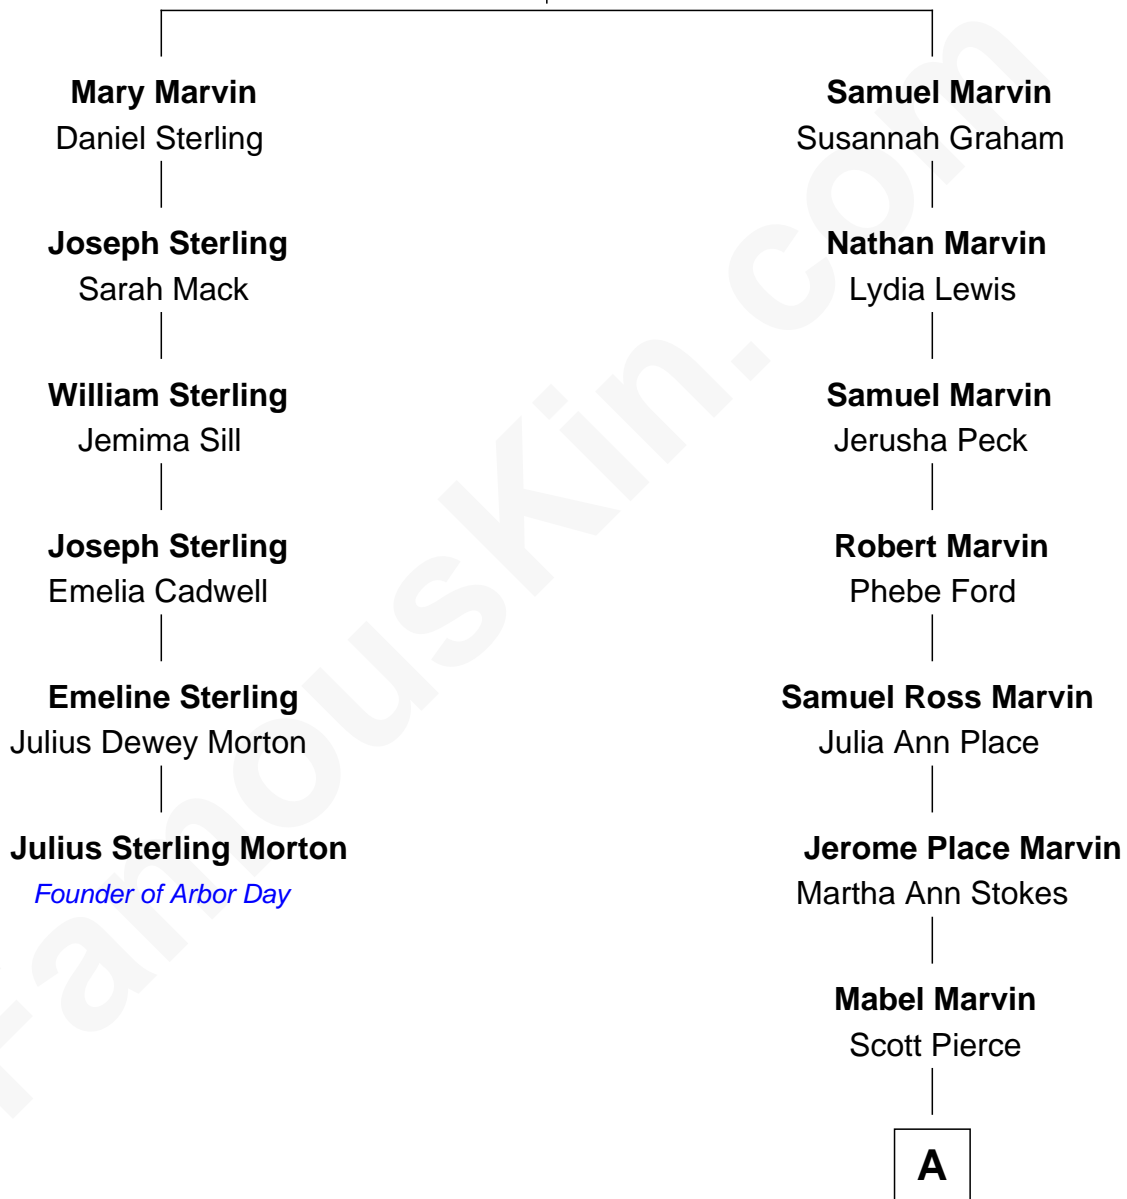 Mary Marvin
Daniel Sterling
Joseph Sterling
Sarah Mack
William Sterling
Jemima Sill
Joseph Sterling
Emelia Cadwell
Emeline Sterling
Julius Dewey Morton
Julius Sterling Morton
Founder of Arbor Day
Samuel Marvin
Susannah Graham
Nathan Marvin
Lydia Lewis
Samuel Marvin
Jerusha Peck
Robert Marvin
Phebe Ford
Samuel Ross Marvin
Julia Ann Place
Jerome Place Marvin
Martha Ann Stokes
Mabel Marvin
Scott Pierce
A
FamousKin.com